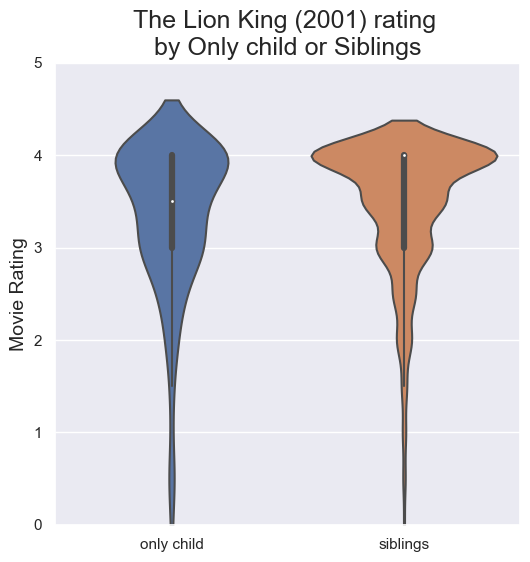 The Lion King (2001) rating
by Only child or Siblings
Movie Rating
5
4
3
2
1
0
only child
siblings